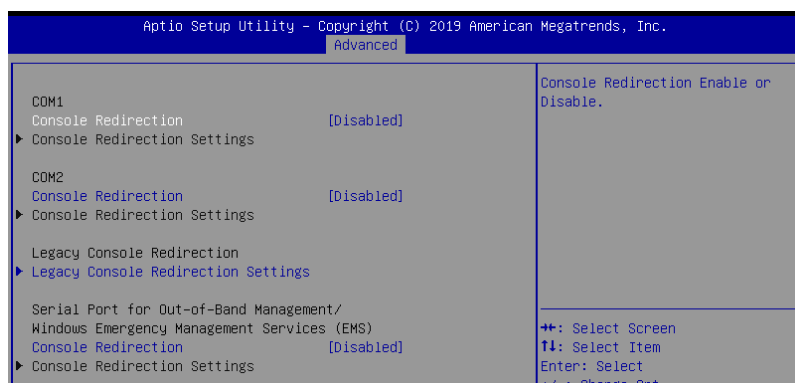 Aptio Setup Utility – Copyright (C) 2019 American Megatrends, Inc.
Advanced
COM1
Console Redirection [Disabled]
Console Redirection Settings
COM2
Console Redirection [Disabled]
Console Redirection Settings
Legacy Console Redirection
Legacy Console Redirection Settings
Serial Port for Out-of-Band Management/
Windows Emergency Management Services (EMS)
Console Redirection [Disabled]
Console Redirection Settings
Console Redirection Enable or
Disable.
→←: Select Screen
↑↓: Select Item
Enter: Select